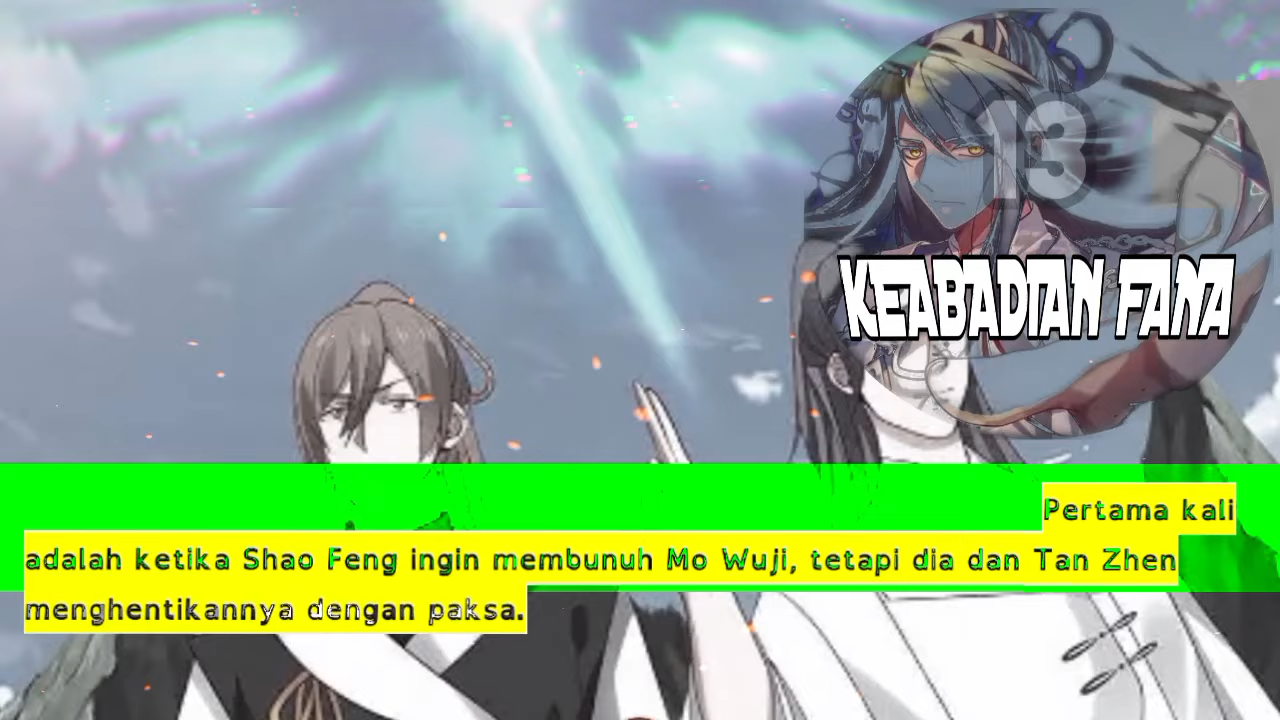 13
KEABADIAN FANA
Pertama kali
adalah ketika Shao Feng ingin membunuh Mo Wuji, tetapi dia dan Tan Zhen
menghentikannya dengan paksa.